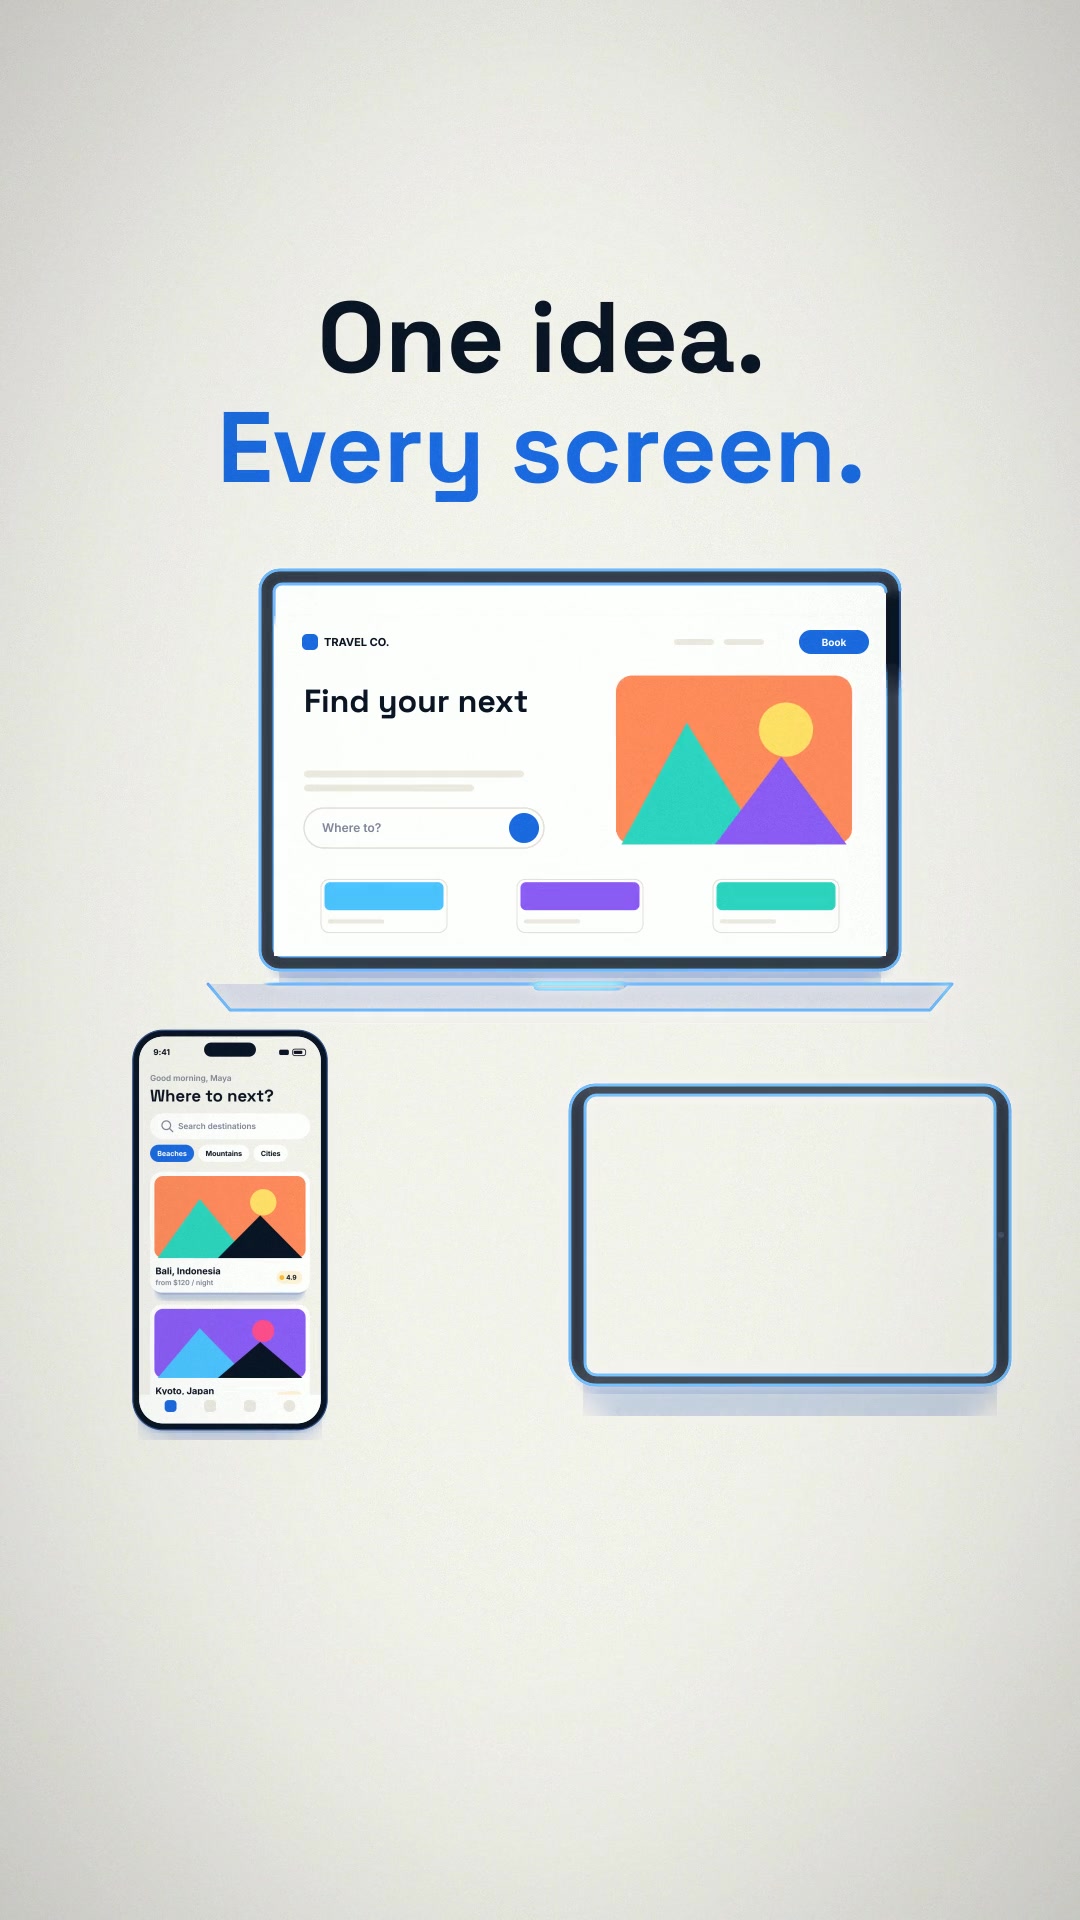 One idea.
Every screen.
TRAVEL CO.
Book
Find your next
Where to?
9:41
Good morning, Maya
Where to next?
Search destinations
Beaches
Mountains
Cities
Bali, Indonesia
4.9
from $120 / night
Kyoto, Japan